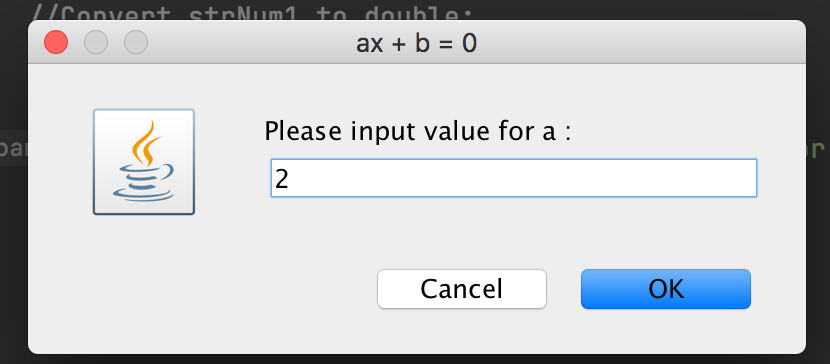 //Convert strNum1 to double:
ax + b = 0
Please input value for a :
2
Cancel
OK